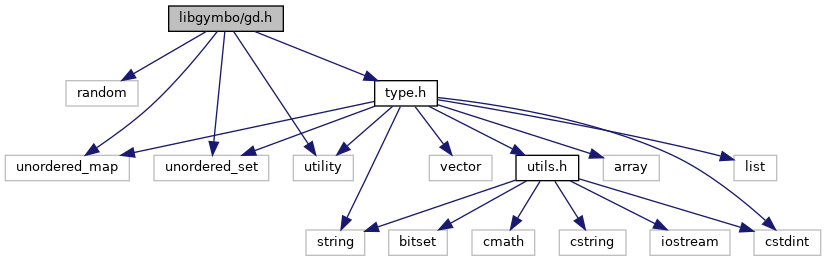 libgymbo/gd.h
random
type.h
unordered_map
unordered_set
utility
vector
utils.h
array
list
string
bitset
cmath
cstring
iostream
cstdint